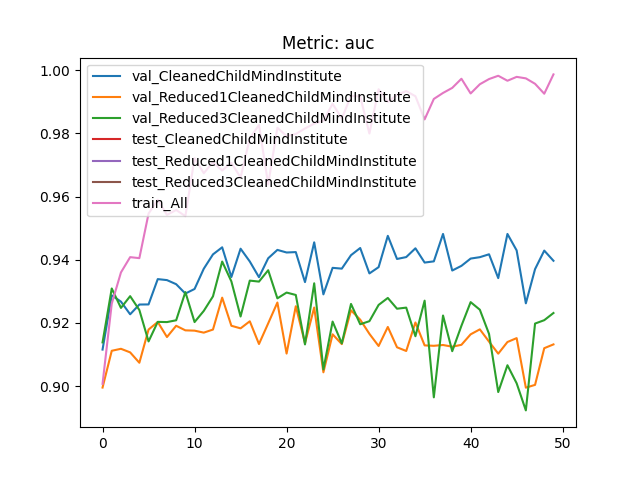 Metric: auc
1.00
0.98
0.96
0.94
0.92
0.90
val_CleanedChildMindInstitute
val_Reduced1CleanedChildMindInstitute
val_Reduced3CleanedChildMindInstitute
test_CleanedChildMindInstitute
test_Reduced1CleanedChildMindInstitute
test_Reduced3CleanedChildMindInstitute
train_All
0 10 20 30 40 50